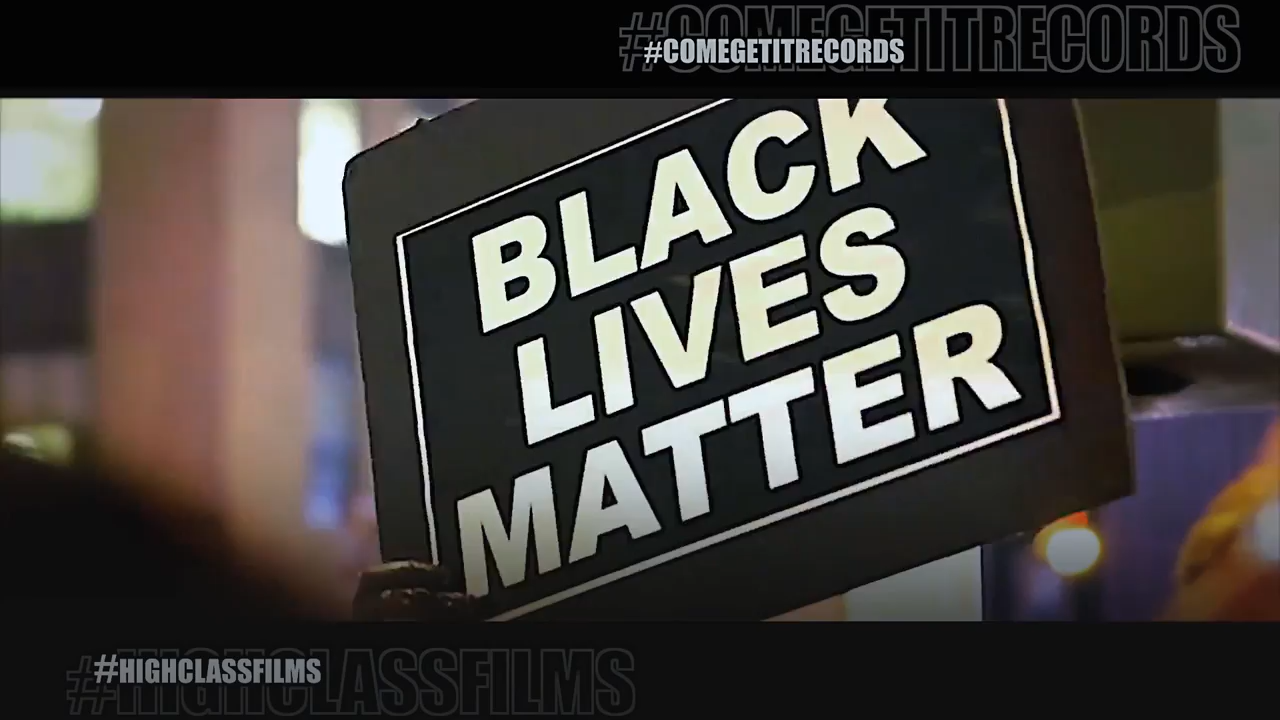 #COMEGETITRECORDS
#COMEGETITRECORDS
BLACK
LIVES
MATTER
#HIGHCLASSFILMS
#HIGHCLASSFILMS